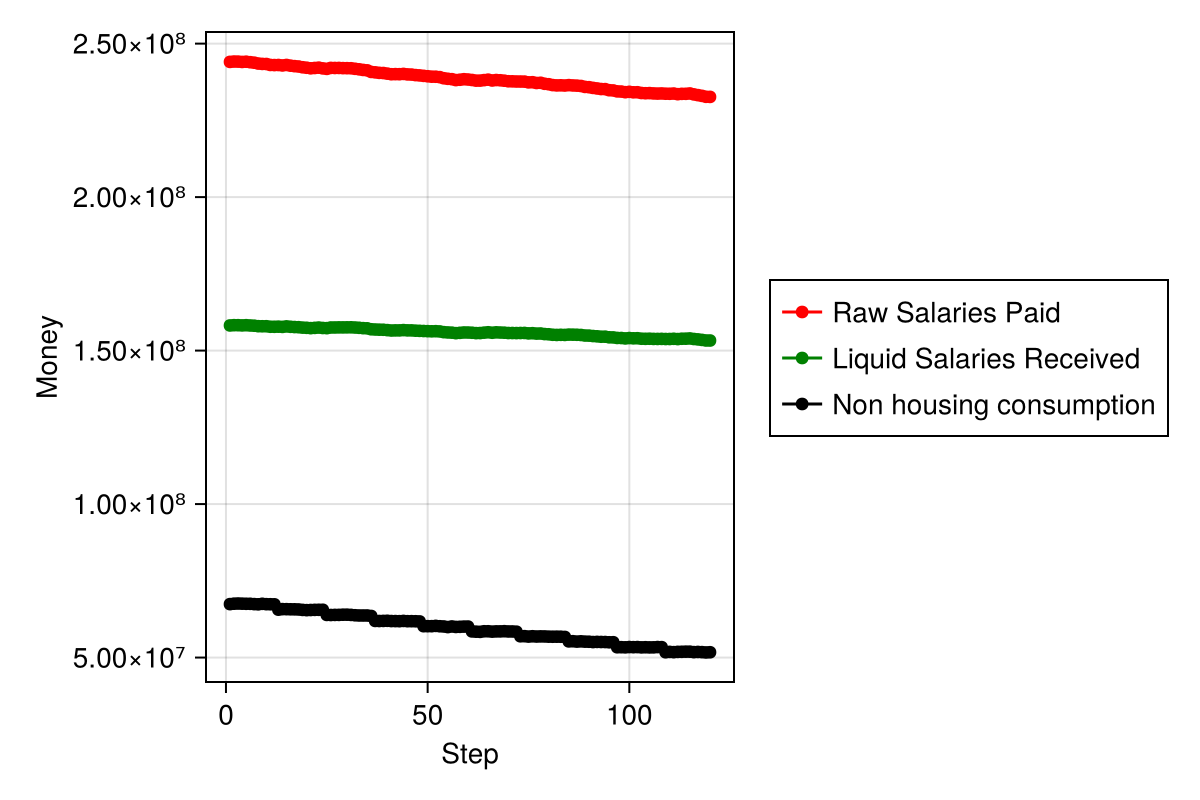 2.50×10⁸
2.00×10⁸
1.50×10⁸
1.00×10⁸
5.00×10⁷
Money
0 50 100
Step
Raw Salaries Paid
Liquid Salaries Received
Non housing consumption